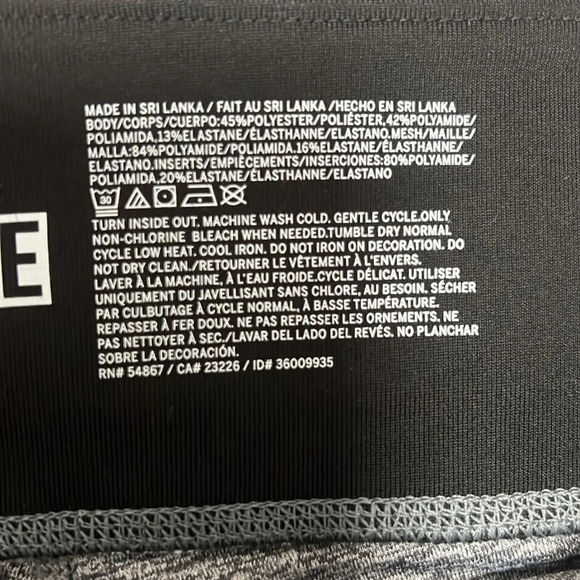 MADE IN SRI LANKA / FAIT AU SRI LANKA /HECHO EN SRI LANKA
BODY/CORPS/CUERPO:45%POLYESTER/POLIÉSTER,42%POLYAMIDE/
POLIAMIDA.13%ELASTANE/ÉLASTHANNE/ELASTANO.MESH/MAILLE/
MALLA:84%POLYAMIDE/POLIAMIDA.16%ELASTANE/ÉLASTHANNE/
ELASTANO.INSERTS/EMPIÈCEMENTS/INSERCIONES:80%POLYAMIDE/
POLIAMIDA,20%ELASTANE/ÉLASTHANNE/ELASTANO
30
TURN INSIDE OUT. MACHINE WASH COLD. GENTLE CYCLE.ONLY
NON-CHLORINE BLEACH WHEN NEEDED.TUMBLE DRY NORMAL
CYCLE LOW HEAT. COOL IRON. DO NOT IRON ON DECORATION. DO
NOT DRY CLEAN./RETOURNER LE VÊTEMENT À L'ENVERS.
LAVER À LA MACHINE, À L'EAU FROIDE.CYCLE DÉLICAT. UTILISER
UNIQUEMENT DU JAVELLISANT SANS CHLORE, AU BESOIN. SÉCHER
PAR CULBUTAGE À CYCLE NORMAL, À BASSE TEMPÉRATURE.
REPASSER À FER DOUX. NE PAS REPASSER LES ORNEMENTS. NE
PAS NETTOYER À SEC./LAVAR DEL LADO DEL REVÉS. NO PLANCHAR
SOBRE LA DECORACIÓN.
RN# 54867 / CA# 23226 / ID# 36009935
E